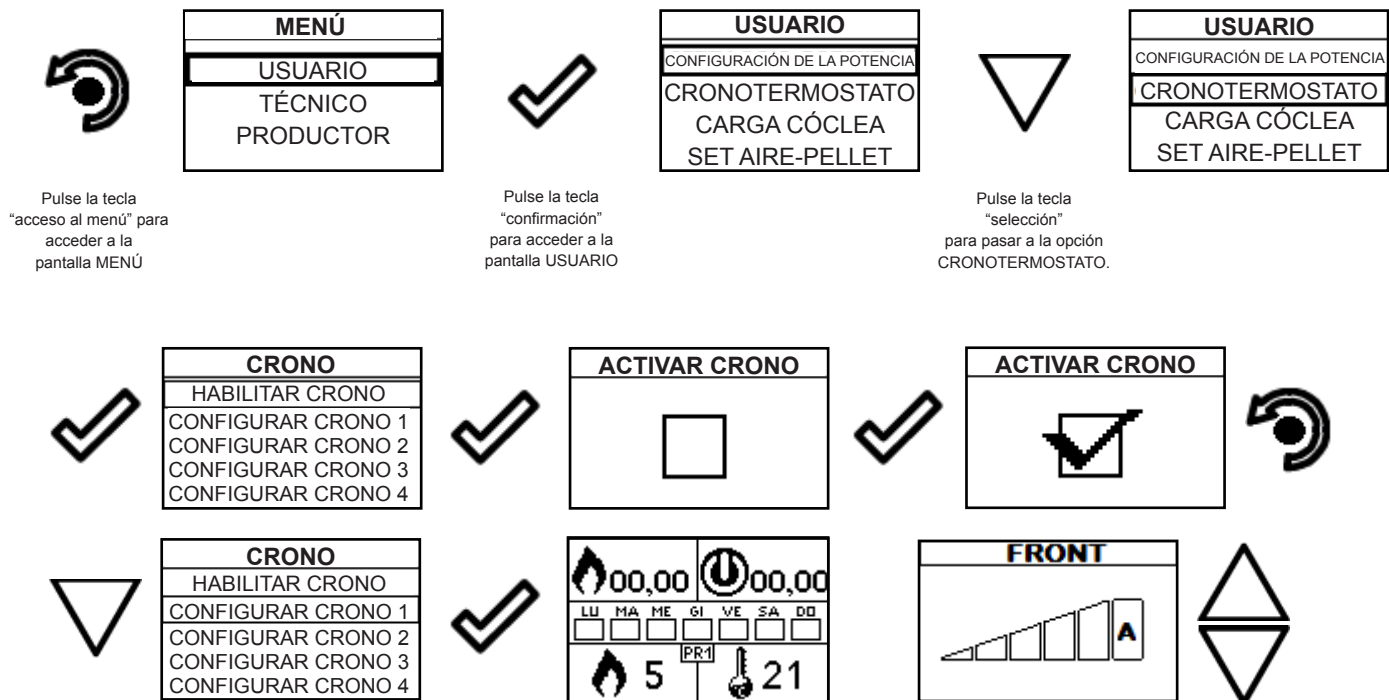 MENÚ
USUARIO
TÉCNICO
PRODUCTOR
USUARIO
CONFIGURACIÓN DE LA POTENCIA
CRONOTERMOSTATO
CARGA CÓCLEA
SET AIRE-PELLET
USUARIO
CONFIGURACIÓN DE LA POTENCIA
CRONOTERMOSTATO
CARGA CÓCLEA
SET AIRE-PELLET
Pulse la tecla
“acceso al menú” para
acceder a la
pantalla MENÚ
Pulse la tecla
“confirmación”
para acceder a la
pantalla USUARIO
Pulse la tecla
“selección”
para pasar a la opción
CRONOTERMOSTATO.
CRONO
HABILITAR CRONO
CONFIGURAR CRONO 1
CONFIGURAR CRONO 2
CONFIGURAR CRONO 3
CONFIGURAR CRONO 4
ACTIVAR CRONO
ACTIVAR CRONO
CRONO
HABILITAR CRONO
CONFIGURAR CRONO 1
CONFIGURAR CRONO 2
CONFIGURAR CRONO 3
CONFIGURAR CRONO 4
00,00 00,00
LU MA ME GI VE SA DO
PR1
5 21
FRONT
A